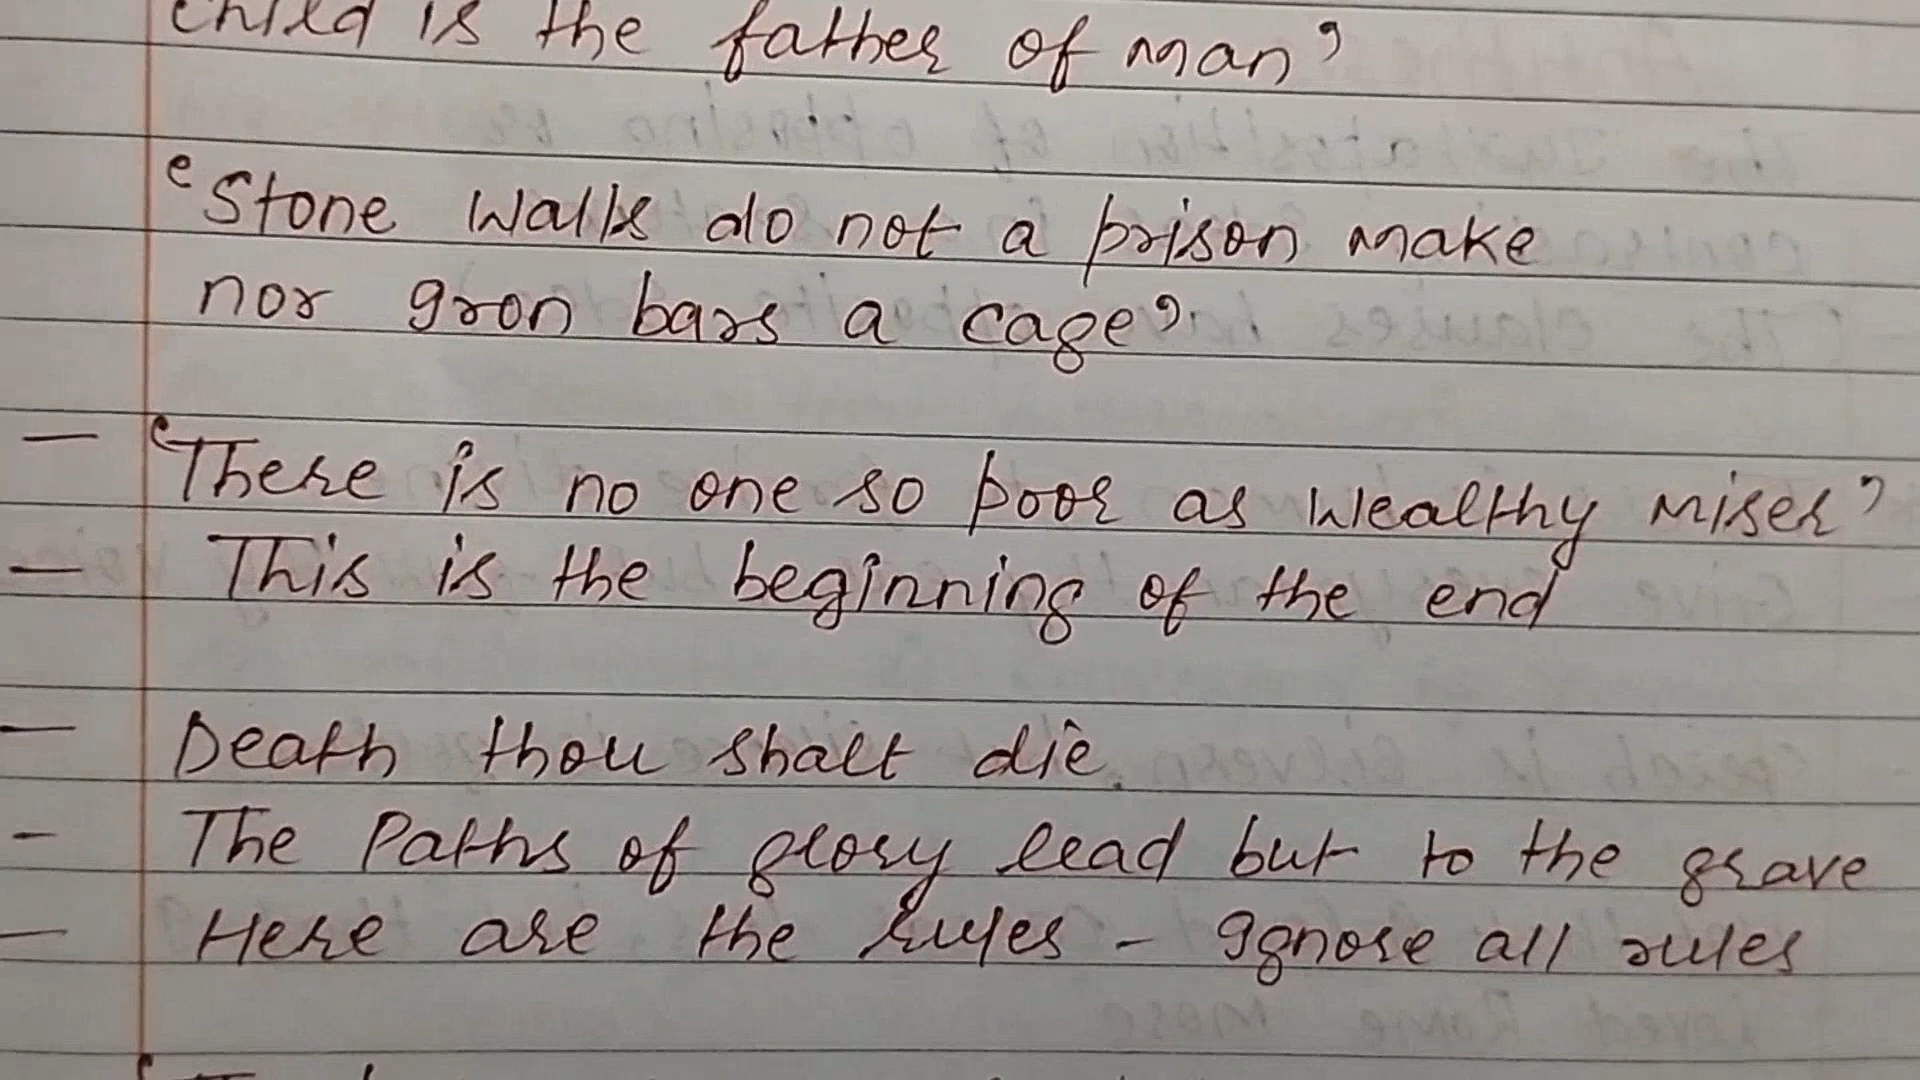 child is the father of man'
'Stone Walls do not a prison make
nor Iron bars a cage'
- 'There is no one so poor as Wealthy miser'
- This is the beginning of the end
- Death thou shalt die.
- The Paths of glory lead but to the grave
- Here are the rules - Ignore all rules